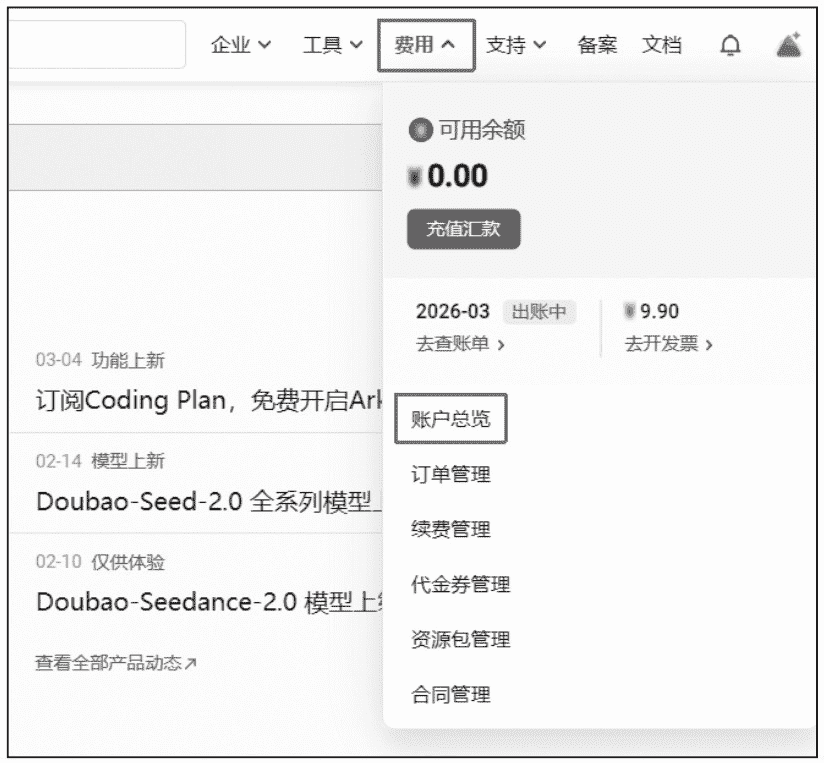 企业 工具 费用 支持 备案 文档
可用余额
¥0.00
充值汇款
2026-03 出账中 ¥9.90
去查账单 › 去开发票 ›
03-04 功能上新
订阅Coding Plan，免费开启Ark
02-14 模型上新
Doubao-Seed-2.0 全系列模型上
02-10 仅供体验
Doubao-Seedance-2.0 模型上
查看全部产品动态↗
账户总览
订单管理
续费管理
代金券管理
资源包管理
合同管理